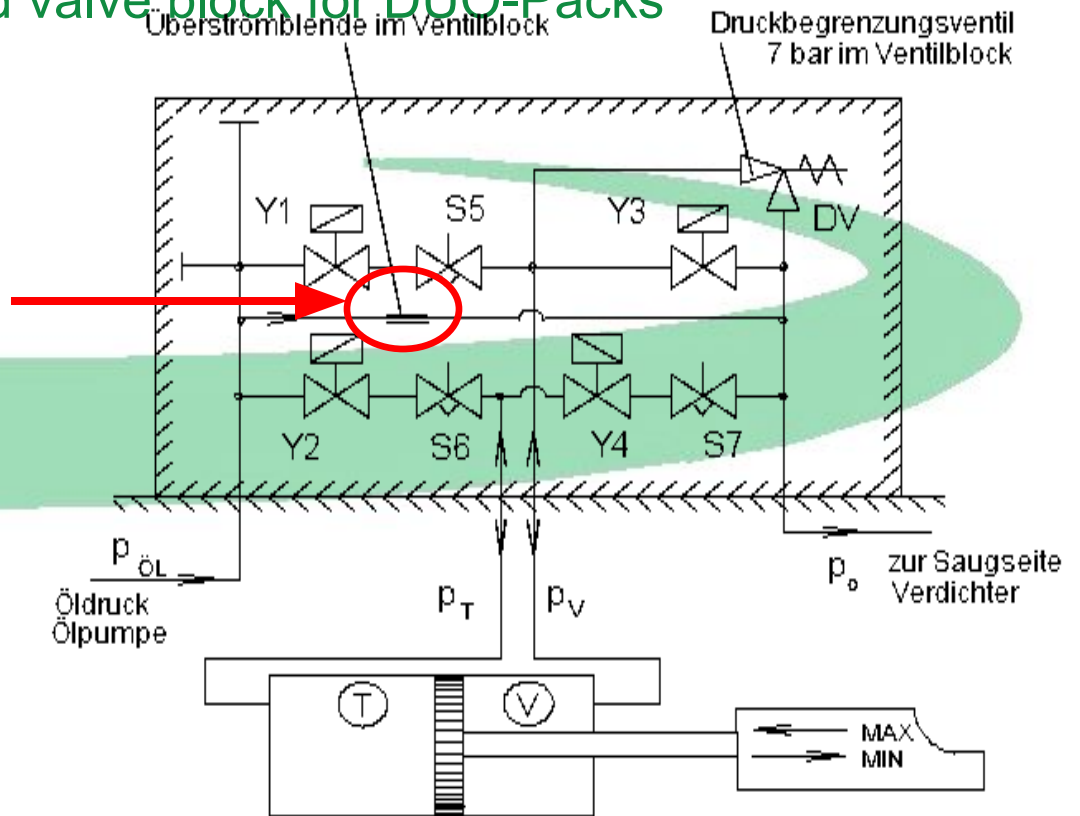 d valve block for DUO-Packs
Überströmblende im Ventilblock
Druckbegrenzungsventil
7 bar im Ventilblock
Y1
S5
Y3
DV
Y2
S6
Y4
S7
p ÖL
Öldruck
Ölpumpe
p T
p V
p o
zur Saugseite
Verdichter
T
V
MAX
MIN